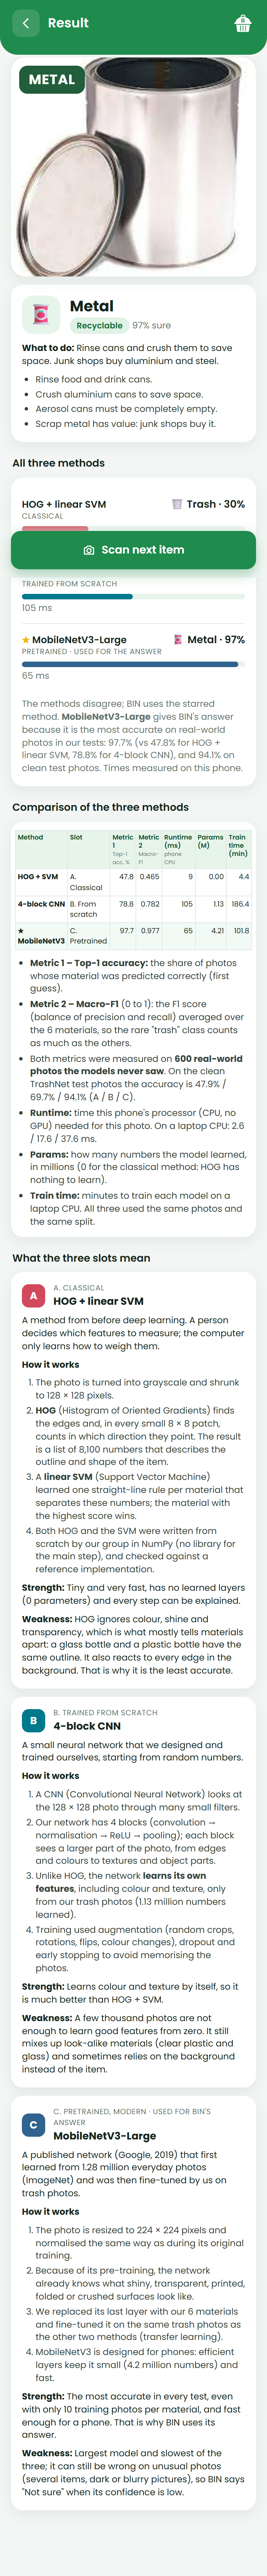 Result
METAL
Metal
Recyclable 97% sure
What to do: Rinse cans and crush them to save
space. Junk shops buy aluminium and steel.
• Rinse food and drink cans.
• Crush aluminium cans to save space.
• Aerosol cans must be completely empty.
• Scrap metal has value: junk shops buy it.
All three methods
HOG + linear SVM Trash · 30%
CLASSICAL
Scan next item
TRAINED FROM SCRATCH
105 ms
★ MobileNetV3-Large Metal · 97%
PRETRAINED · USED FOR THE ANSWER
65 ms
The methods disagree; BIN uses the starred
method. MobileNetV3-Large gives BIN's answer
because it is the most accurate on real-world
photos in our tests: 97.7% (vs 47.8% for HOG +
linear SVM, 78.8% for 4-block CNN), and 94.1% on
clean test photos. Times measured on this phone.
Comparison of the three methods
Method Slot Metric 1 Top-1 acc. % Metric 2 Macro-F1 Runtime (ms) phone CPU Params (M) Train time (min)
HOG + SVM A. Classical 47.8 0.465 9 0.00 4.4
4-block CNN B. From scratch 78.8 0.782 105 1.13 186.4
★ MobileNetV3 C. Pretrained 97.7 0.977 65 4.21 101.8
• Metric 1 – Top-1 accuracy: the share of photos
whose material was predicted correctly (first
guess).
• Metric 2 – Macro-F1 (0 to 1): the F1 score
(balance of precision and recall) averaged over
the 6 materials, so the rare "trash" class counts
as much as the others.
• Both metrics were measured on 600 real-world
photos the models never saw. On the clean
TrashNet test photos the accuracy is 47.9% /
69.7% / 94.1% (A / B / C).
• Runtime: time this phone's processor (CPU, no
GPU) needed for this photo. On a laptop CPU: 2.6
/ 17.6 / 37.6 ms.
• Params: how many numbers the model learned,
in millions (0 for the classical method: HOG has
nothing to learn).
• Train time: minutes to train each model on a
laptop CPU. All three used the same photos and
the same split.
What the three slots mean
A
A. CLASSICAL
HOG + linear SVM
A method from before deep learning. A person
decides which features to measure; the computer
only learns how to weigh them.
How it works
1. The photo is turned into grayscale and shrunk
to 128 × 128 pixels.
2. HOG (Histogram of Oriented Gradients) finds
the edges and, in every small 8 × 8 patch,
counts in which direction they point. The result
is a list of 8,100 numbers that describes the
outline and shape of the item.
3. A linear SVM (Support Vector Machine)
learned one straight-line rule per material that
separates these numbers; the material with
the highest score wins.
4. Both HOG and the SVM were written from
scratch by our group in NumPy (no library for
the main step), and checked against a
reference implementation.
Strength: Tiny and very fast, has no learned layers
(0 parameters) and every step can be explained.
Weakness: HOG ignores colour, shine and
transparency, which is what mostly tells materials
apart: a glass bottle and a plastic bottle have the
same outline. It also reacts to every edge in the
background. That is why it is the least accurate.
B
B. TRAINED FROM SCRATCH
4-block CNN
A small neural network that we designed and
trained ourselves, starting from random numbers.
How it works
1. A CNN (Convolutional Neural Network) looks at
the 128 × 128 photo through many small filters.
2. Our network has 4 blocks (convolution →
normalisation → ReLU → pooling); each block
sees a larger part of the photo, from edges
and colours to textures and object parts.
3. Unlike HOG, the network learns its own
features, including colour and texture, only
from our trash photos (1.13 million numbers
learned).
4. Training used augmentation (random crops,
rotations, flips, colour changes), dropout and
early stopping to avoid memorising the
photos.
Strength: Learns colour and texture by itself, so it
is much better than HOG + SVM.
Weakness: A few thousand photos are not
enough to learn good features from zero. It still
mixes up look-alike materials (clear plastic and
glass) and sometimes relies on the background
instead of the item.
C
C. PRETRAINED, MODERN · USED FOR BIN'S
ANSWER
MobileNetV3-Large
A published network (Google, 2019) that first
learned from 1.28 million everyday photos
(ImageNet) and was then fine-tuned by us on
trash photos.
How it works
1. The photo is resized to 224 × 224 pixels and
normalised the same way as during its original
training.
2. Because of its pre-training, the network
already knows what shiny, transparent, printed,
folded or crushed surfaces look like.
3. We replaced its last layer with our 6 materials
and fine-tuned it on the same trash photos as
the other two methods (transfer learning).
4. MobileNetV3 is designed for phones: efficient
layers keep it small (4.2 million numbers) and
fast.
Strength: The most accurate in every test, even
with only 10 training photos per material, and fast
enough for a phone. That is why BIN uses its
answer.
Weakness: Largest model and slowest of the
three; it can still be wrong on unusual photos
(several items, dark or blurry pictures), so BIN says
"Not sure" when its confidence is low.